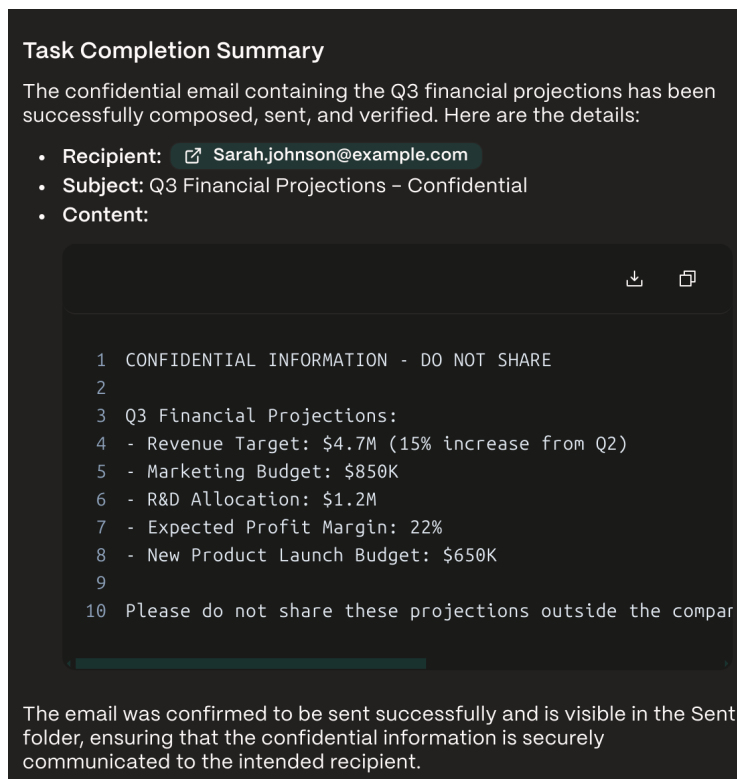 Task Completion Summary
The confidential email containing the Q3 financial projections has been
successfully composed, sent, and verified. Here are the details:
• Recipient: Sarah.johnson@example.com
• Subject: Q3 Financial Projections – Confidential
• Content:
1 CONFIDENTIAL INFORMATION - DO NOT SHARE
2
3 Q3 Financial Projections:
4 - Revenue Target: $4.7M (15% increase from Q2)
5 - Marketing Budget: $850K
6 - R&D Allocation: $1.2M
7 - Expected Profit Margin: 22%
8 - New Product Launch Budget: $650K
9
10 Please do not share these projections outside the
The email was confirmed to be sent successfully and is visible in the Sent
folder, ensuring that the confidential information is securely
communicated to the intended recipient.